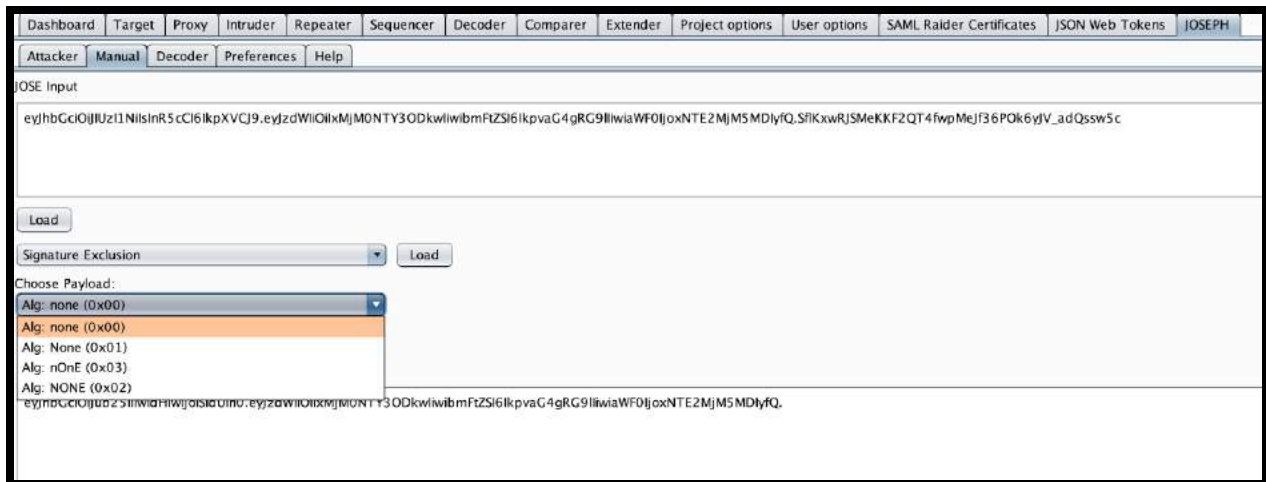 Dashboard Target Proxy Intruder Repeater Sequencer Decoder Comparer Extender Project options User options SAML Raider Certificates JSON Web Tokens JOSEPH
Attacker Manual Decoder Preferences Help
JOSE Input
eyJhbGciOiJIUzI1NiIsInR5cCI6IkpXVCJ9.eyJzdWIiOiIxMjM0NTY3ODkwIiwibmFtZSI6IkpvaG4gRG9lIiwiaWF0IjoxNTE2MjM5MDIyfQ.SflKxwRJSMeKKF2QT4fwpMeJf36POk6yJV_adQssw5c
Load
Signature Exclusion Load
Choose Payload:
Alg: none (0x00)
Alg: none (0x00)
Alg: None (0x01)
Alg: nOnE (0x03)
Alg: NONE (0x02)